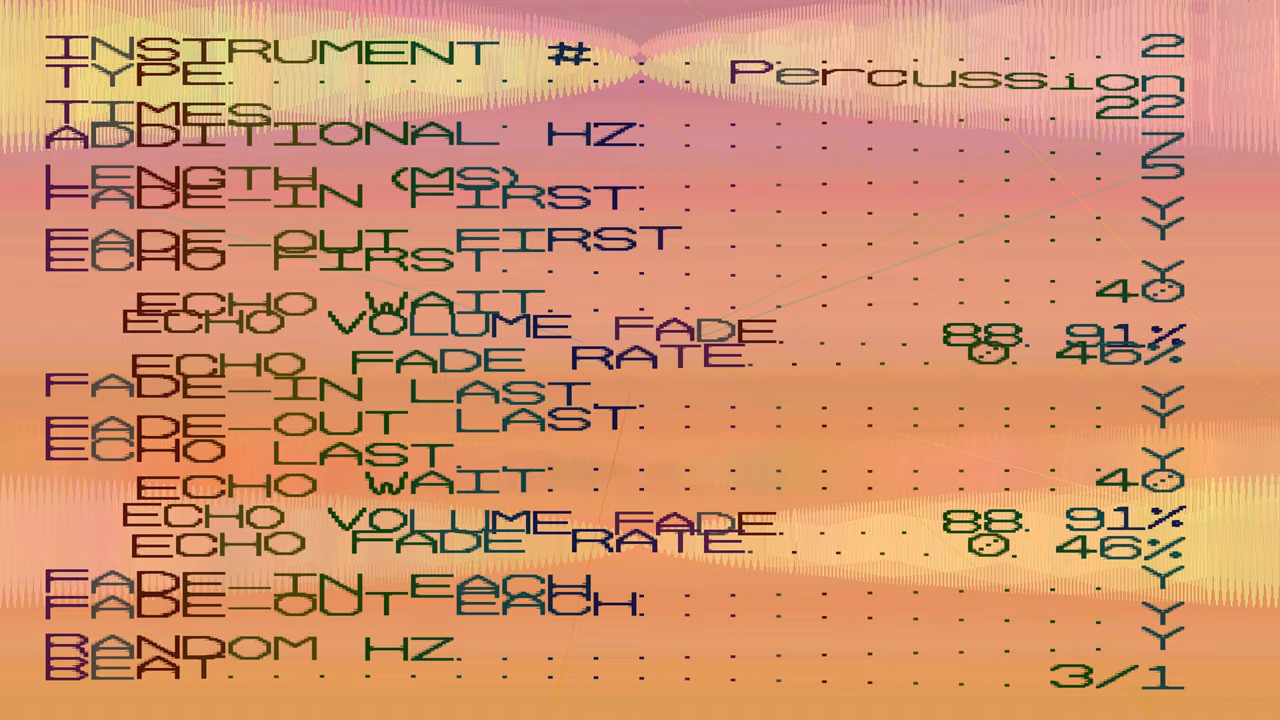 INSTRUMENT #. . . . . . . . . . . . 2
TYPE. . . . . . . . . . . Percussion
TIMES. . . . . . . . . . . . . . . . . . 22
ADDITIONAL HZ. . . . . . . . . . . 7
LENGTH (MS). . . . . . . . . . . . . 5
FADE-IN FIRST. . . . . . . . . . . Y
FADE-OUT FIRST. . . . . . . . . . Y
ECHO FIRST. . . . . . . . . . . . . . Y
ECHO WAIT. . . . . . . . . . . . . 40
ECHO VOLUME FADE. . . . . 88.91%
ECHO FADE RATE. . . . . . . 0.46%
FADE-IN LAST. . . . . . . . . . . . Y
FADE-OUT LAST. . . . . . . . . . . Y
ECHO LAST. . . . . . . . . . . . . . . Y
ECHO WAIT. . . . . . . . . . . . . 40
ECHO VOLUME FADE. . . . . 88.91%
ECHO FADE RATE. . . . . . . 0.46%
FADE-IN EACH. . . . . . . . . . . . Y
FADE-OUT EACH. . . . . . . . . . . Y
RANDOM HZ. . . . . . . . . . . . . . . Y
BEAT. . . . . . . . . . . . . . . . . . 3/1